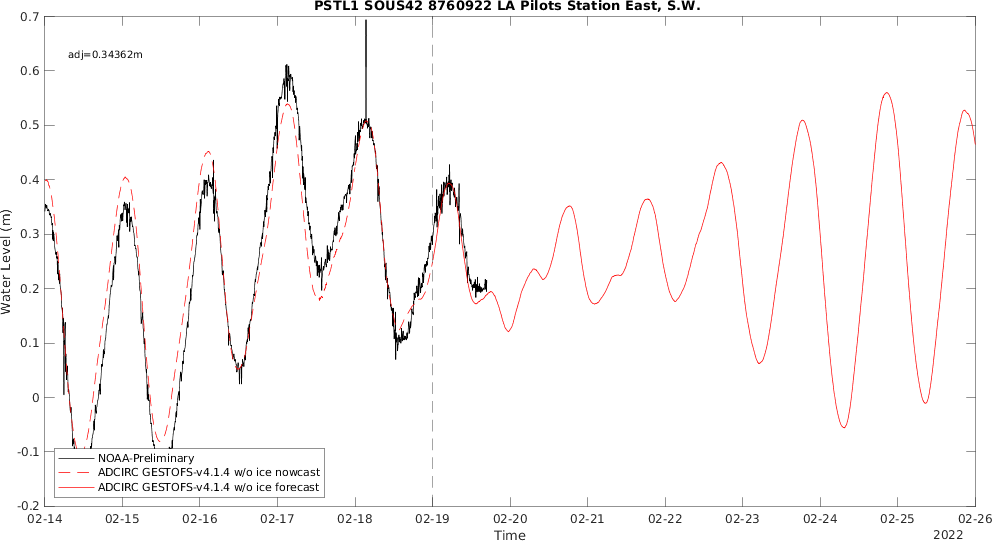 PSTL1 SOUS42 8760922 LA Pilots Station East, S.W.
adj=0.34362m
Water Level (m)
0.7
0.6
0.5
0.4
0.3
0.2
0.1
0
-0.1
-0.2
NOAA-Preliminary
ADCIRC GESTOFS-v4.1.4 w/o ice nowcast
ADCIRC GESTOFS-v4.1.4 w/o ice forecast
02-14 02-15 02-16 02-17 02-18 02-19 02-20 02-21 02-22 02-23 02-24 02-25 02-26
Time
2022